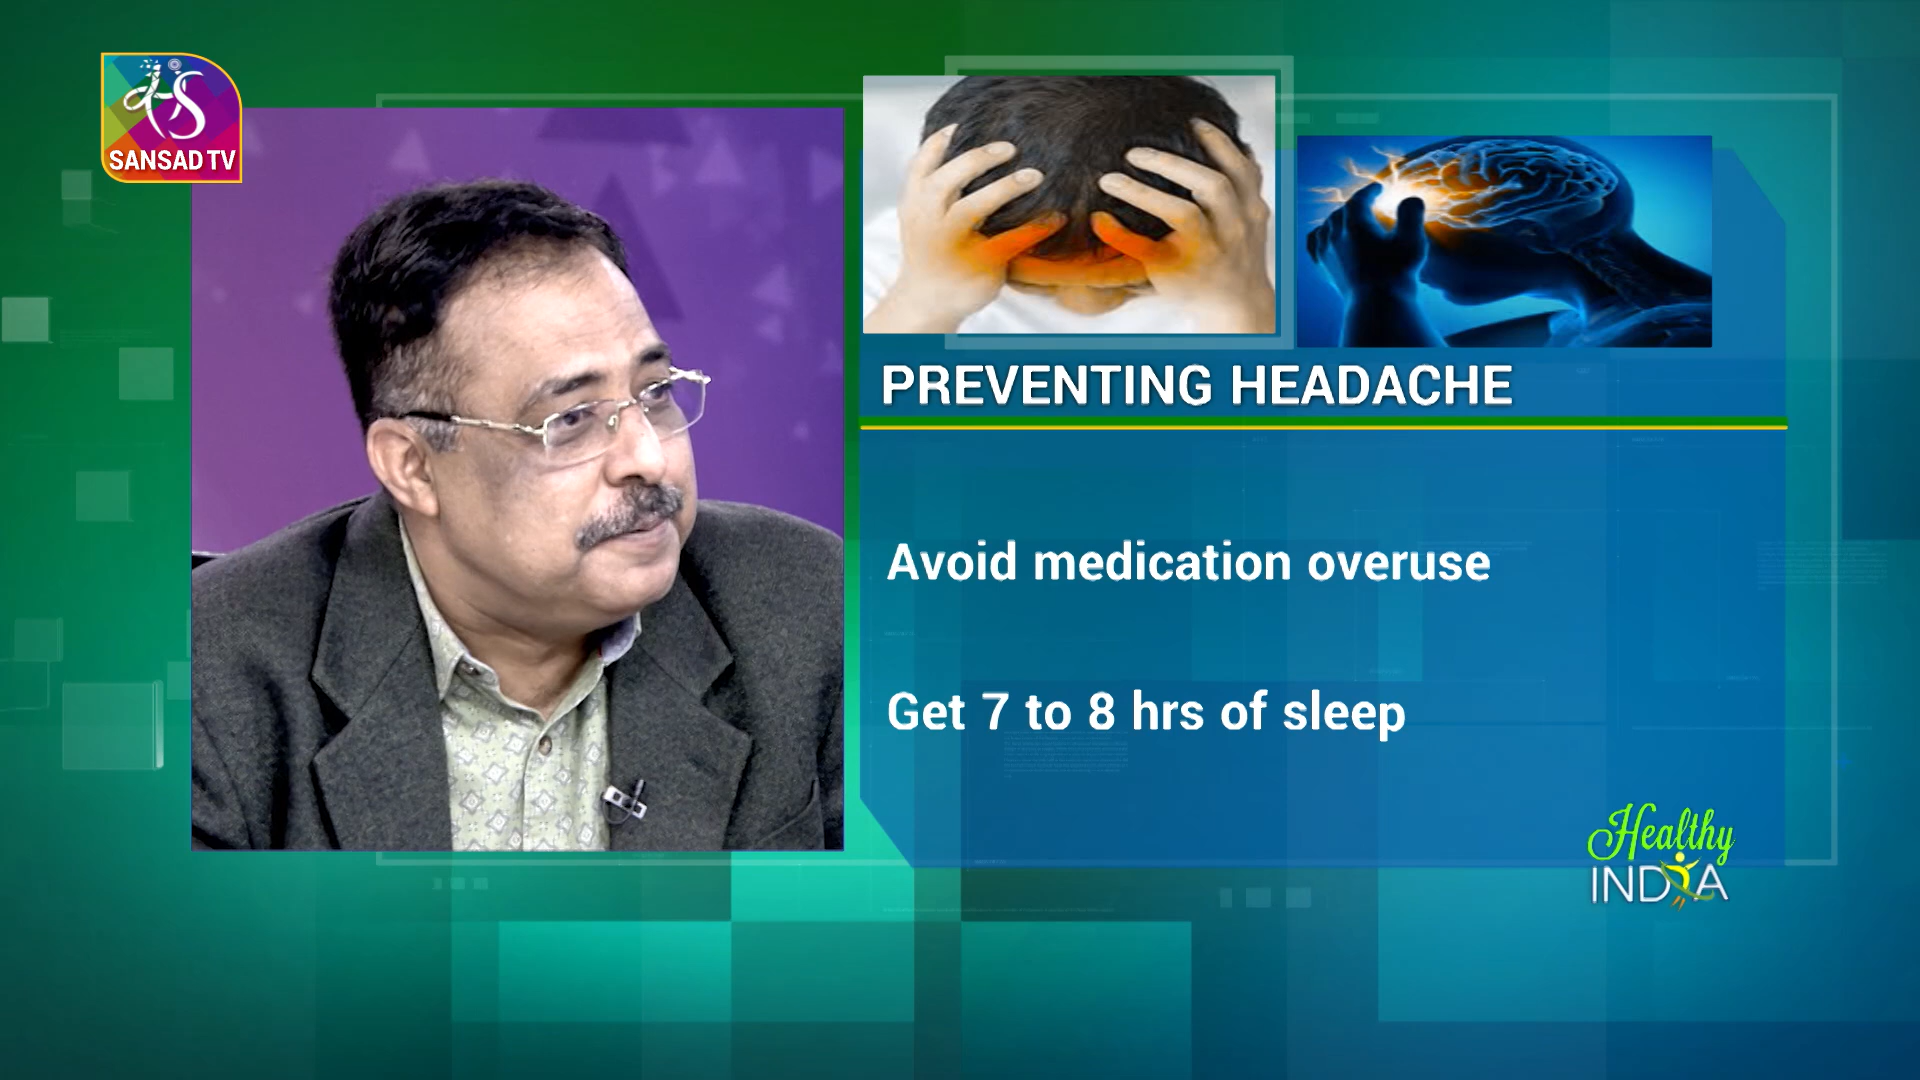 SANSAD TV
PREVENTING HEADACHE
Avoid medication overuse
Get 7 to 8 hrs of sleep
Healthy
INDIA